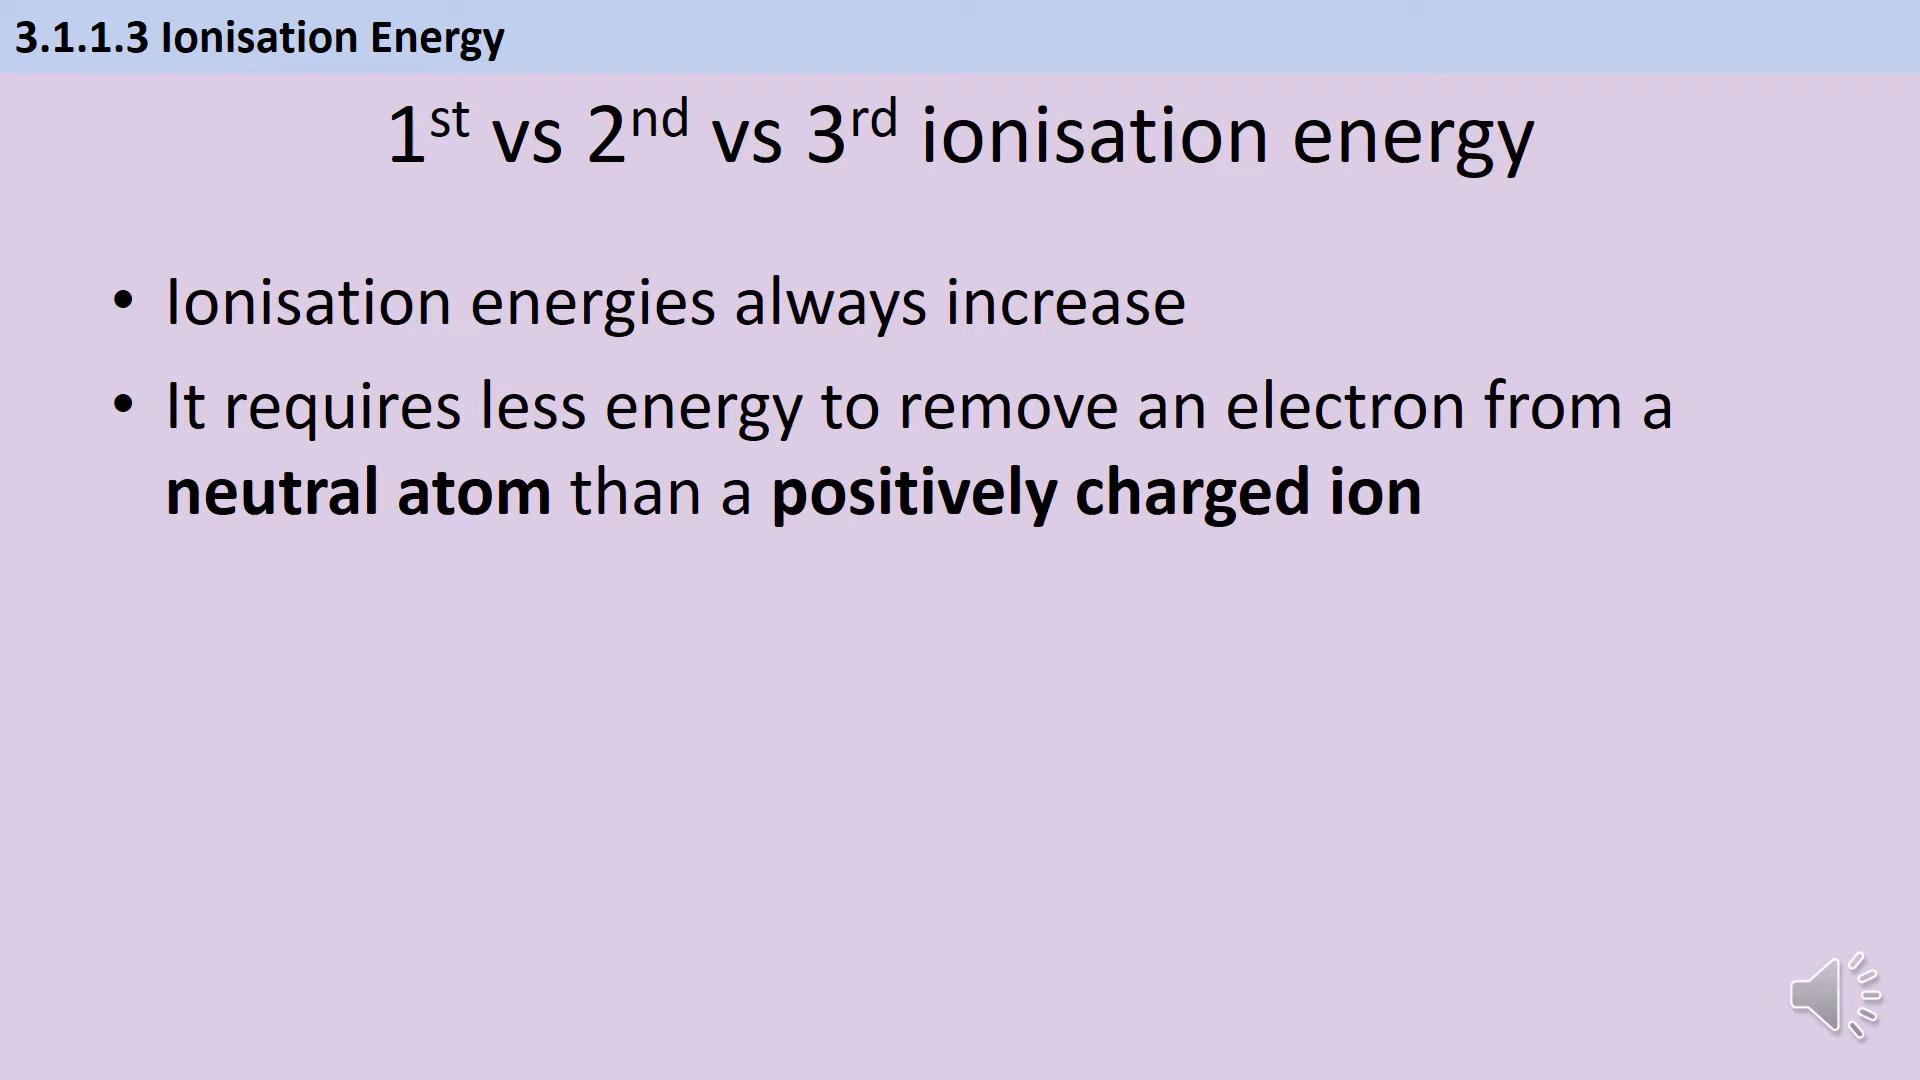 3.1.1.3 Ionisation Energy
1st vs 2nd vs 3rd ionisation energy
• Ionisation energies always increase
• It requires less energy to remove an electron from a
neutral atom than a positively charged ion